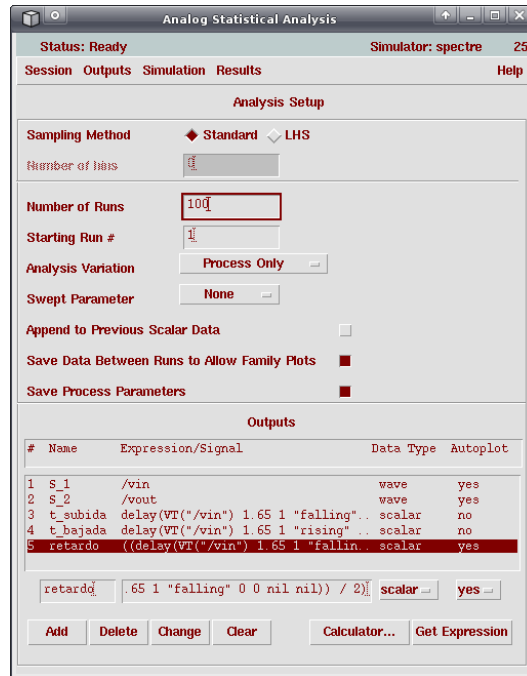 Analog Statistical Analysis
Status: Ready Simulator: spectre 25
Session Outputs Simulation Results Help
Analysis Setup
Sampling Method Standard LHS
Number of Bins 0
Number of Runs 100
Starting Run # 1
Analysis Variation Process Only
Swept Parameter None
Append to Previous Scalar Data
Save Data Between Runs to Allow Family Plots
Save Process Parameters
Outputs
# Name Expression/Signal Data Type Autoplot
1 S_1 /vin wave yes
2 S_2 /vout wave yes
3 t_subida delay(VT("/vin") 1.65 1 "falling".. scalar no
4 t_bajada delay(VT("/vin") 1.65 1 "rising" .. scalar no
5 retardo ((delay(VT("/vin") 1.65 1 "fallin.. scalar yes
retardo .65 1 "falling" 0 0 nil nil)) / 2) scalar yes
Add Delete Change Clear Calculator... Get Expression